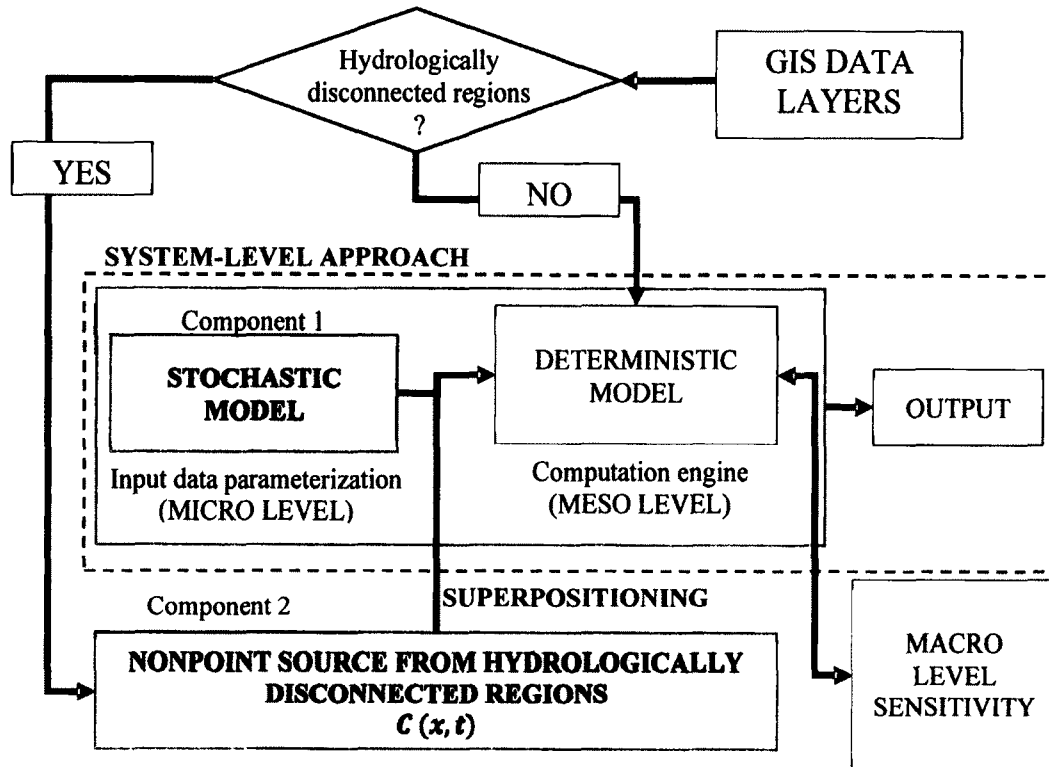 Hydrologically
disconnected regions
?
GIS DATA
LAYERS
YES
NO
SYSTEM-LEVEL APPROACH
Component 1
STOCHASTIC
MODEL
Input data parameterization
(MICRO LEVEL)
DETERMINISTIC
MODEL
Computation engine
(MESO LEVEL)
OUTPUT
Component 2
SUPERPOSITIONING
NONPOINT SOURCE FROM HYDROLOGICALLY
DISCONNECTED REGIONS
C (x, t)
MACRO
LEVEL
SENSITIVITY